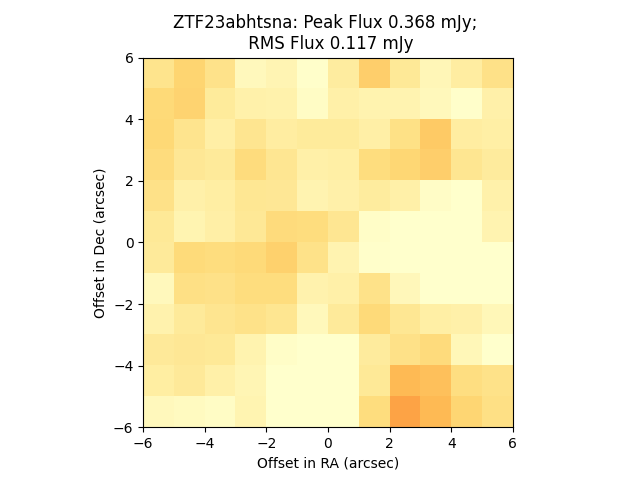 ZTF23abhtsna: Peak Flux 0.368 mJy;
RMS Flux 0.117 mJy
6
4
2
0
−2
−4
−6
Offset in Dec (arcsec)
−6 −4 −2 0 2 4 6
Offset in RA (arcsec)